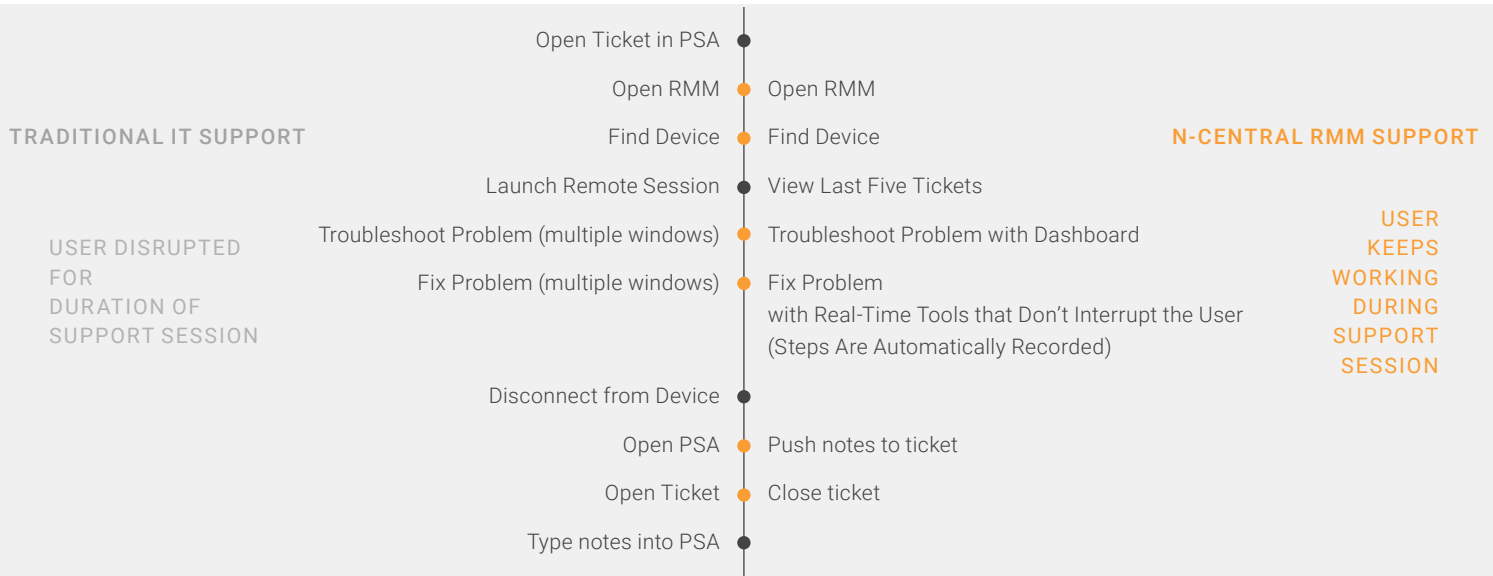 Open Ticket in PSA
Open RMM
Open RMM
TRADITIONAL IT SUPPORT
Find Device
Find Device
N-CENTRAL RMM SUPPORT
Launch Remote Session
View Last Five Tickets
USER DISRUPTED
FOR
DURATION OF
SUPPORT SESSION
Troubleshoot Problem (multiple windows)
Troubleshoot Problem with Dashboard
USER
KEEPS
WORKING
DURING
SUPPORT
SESSION
Fix Problem (multiple windows)
Fix Problem
with Real-Time Tools that Don’t Interrupt the User
(Steps Are Automatically Recorded)
Disconnect from Device
Open PSA
Push notes to ticket
Open Ticket
Close ticket
Type notes into PSA